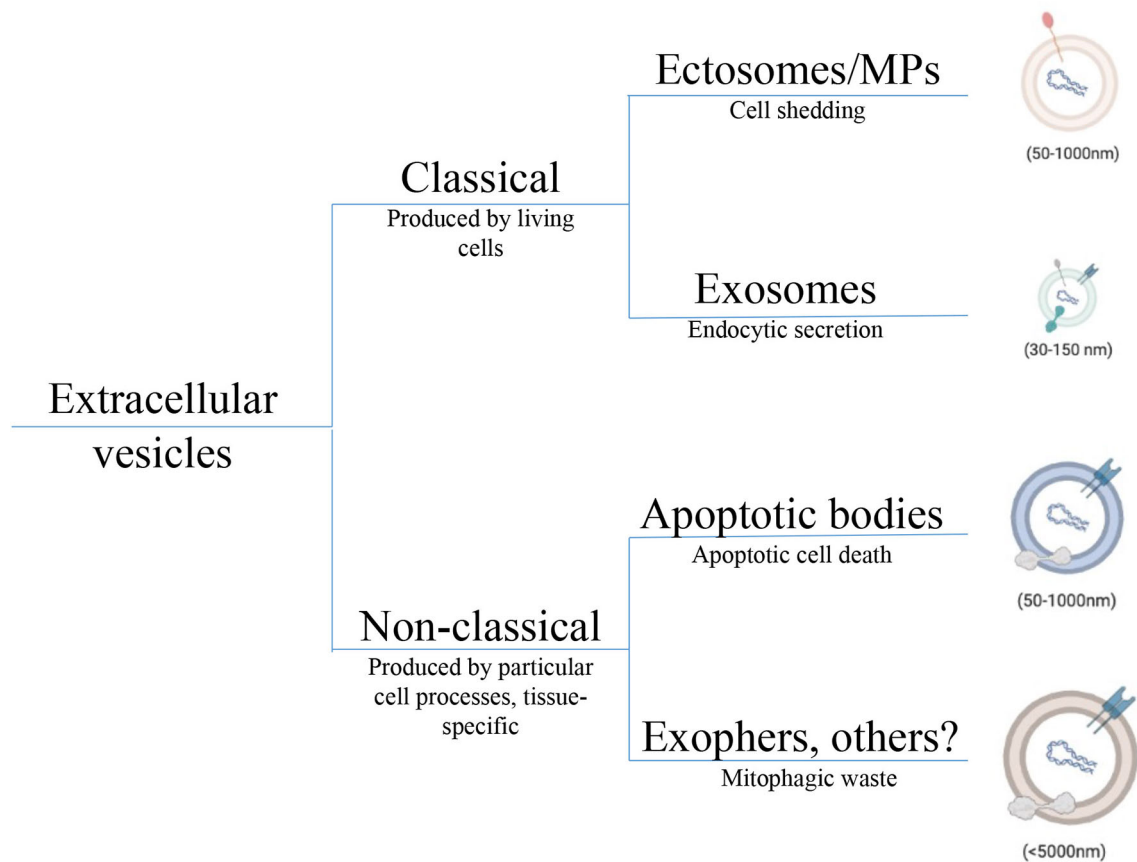 Ectosomes/MPs
Cell shedding
(50-1000nm)
Classical
Produced by living
cells
Exosomes
Endocytic secretion
(30-150 nm)
Extracellular
vesicles
Apoptotic bodies
Apoptotic cell death
(50-1000nm)
Non-classical
Produced by particular
cell processes, tissue-
specific
Exophers, others?
Mitophagic waste
(<5000nm)